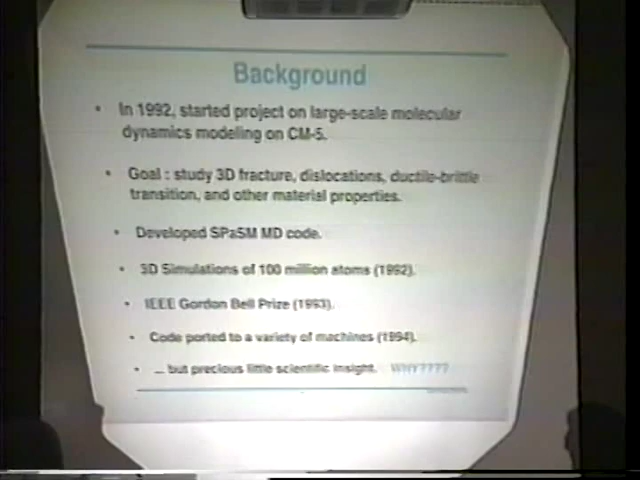 Background
• In 1992, started project on large-scale molecular
dynamics modeling on CM-5.
• Goal : study 3D fracture, dislocations, ductile-brittle
transition, and other material properties.
• Developed SPaSM MD code.
• 3D Simulations of 100 million atoms (1992).
• IEEE Gordon Bell Prize (1993).
• Code ported to a variety of machines (1994).
• ... but precious little scientific insight. WHY????